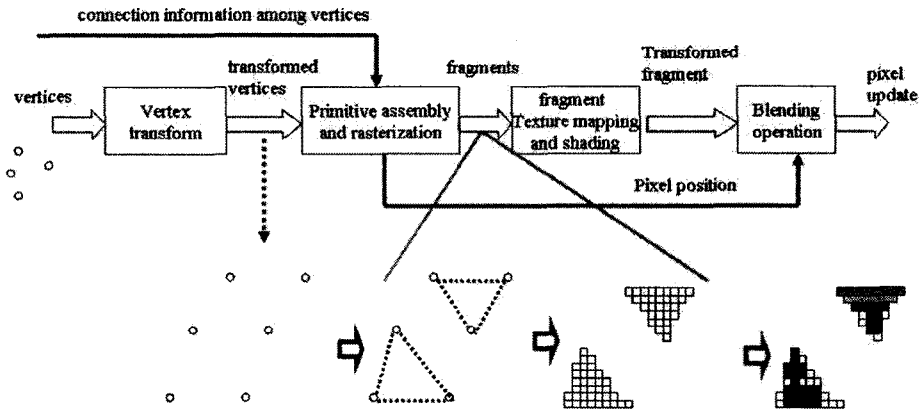 connection information among vertices
vertices
Vertex
transform
transformed
vertices
Primitive assembly
and rasterization
fragments
fragment
Texture mapping
and shading
Transformed
fragment
Blending
operation
pixel
update
Pixel position